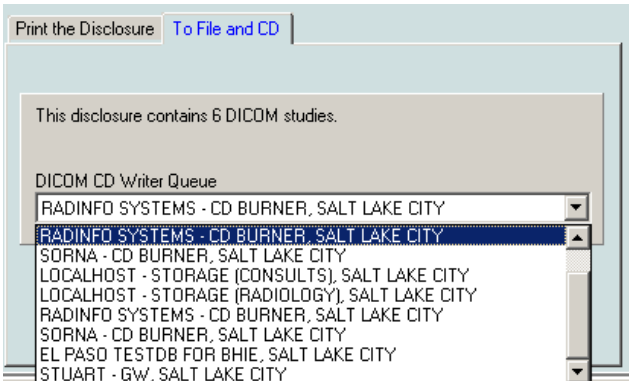 Print the Disclosure To File and CD
This disclosure contains 6 DICOM studies.
DICOM CD Writer Queue
RADINFO SYSTEMS - CD BURNER, SALT LAKE CITY
RADINFO SYSTEMS - CD BURNER, SALT LAKE CITY
SORNA - CD BURNER, SALT LAKE CITY
LOCALHOST - STORAGE (CONSULTS), SALT LAKE CITY
LOCALHOST - STORAGE (RADIOLOGY), SALT LAKE CITY
RADINFO SYSTEMS - CD BURNER, SALT LAKE CITY
SORNA - CD BURNER, SALT LAKE CITY
EL PASO TESTDB FOR BHIE, SALT LAKE CITY
STUART - GW, SALT LAKE CITY